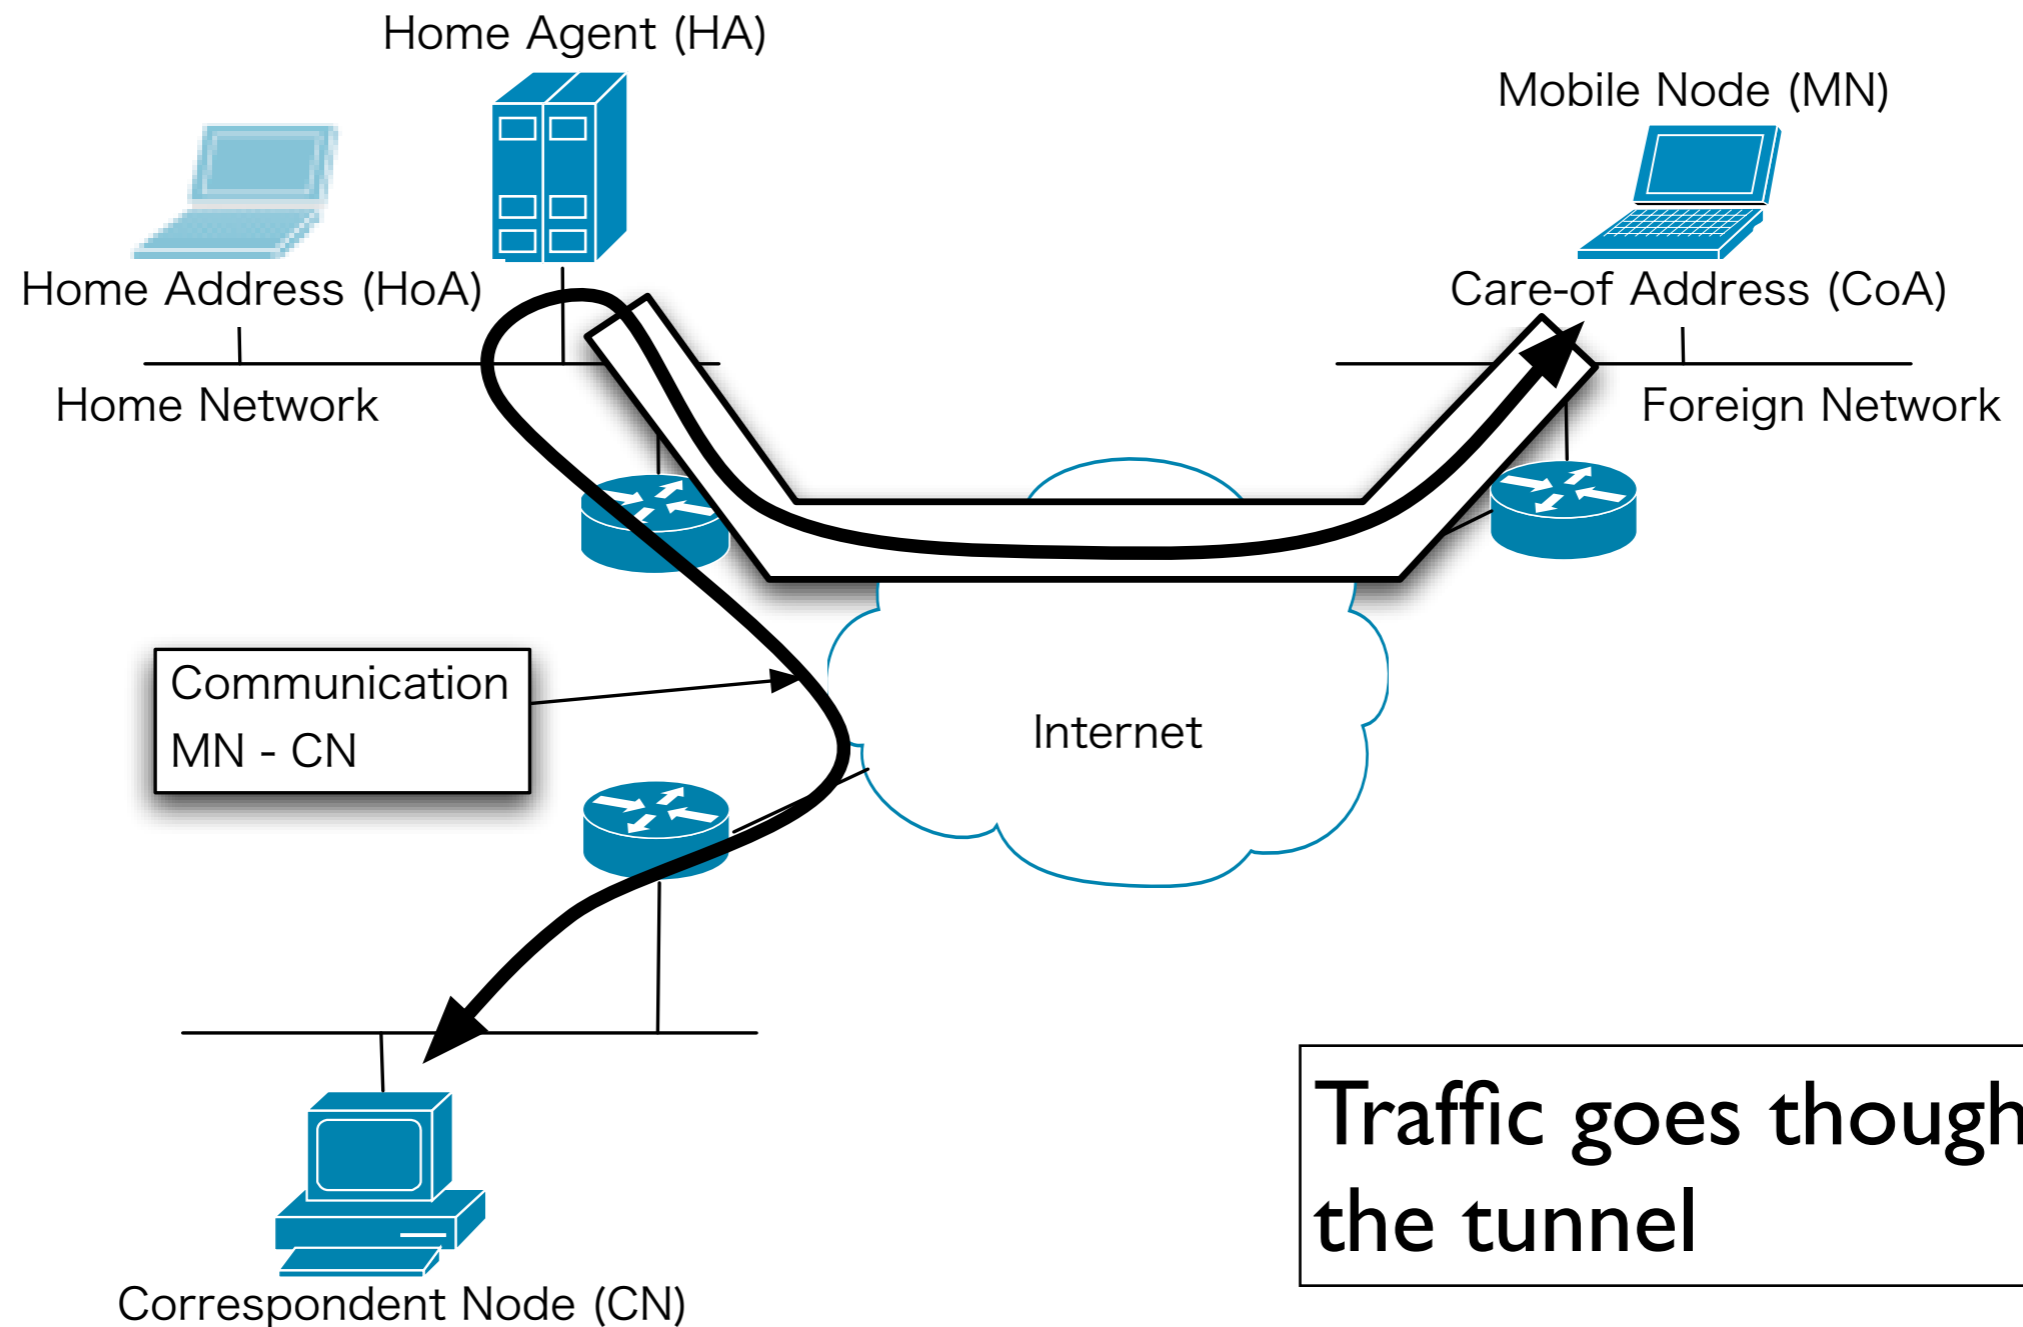 Home Agent (HA)
Mobile Node (MN)
Home Address (HoA)
Care-of Address (CoA)
Home Network
Foreign Network
Communication
MN - CN
Internet
Traffic goes though
the tunnel
Correspondent Node (CN)